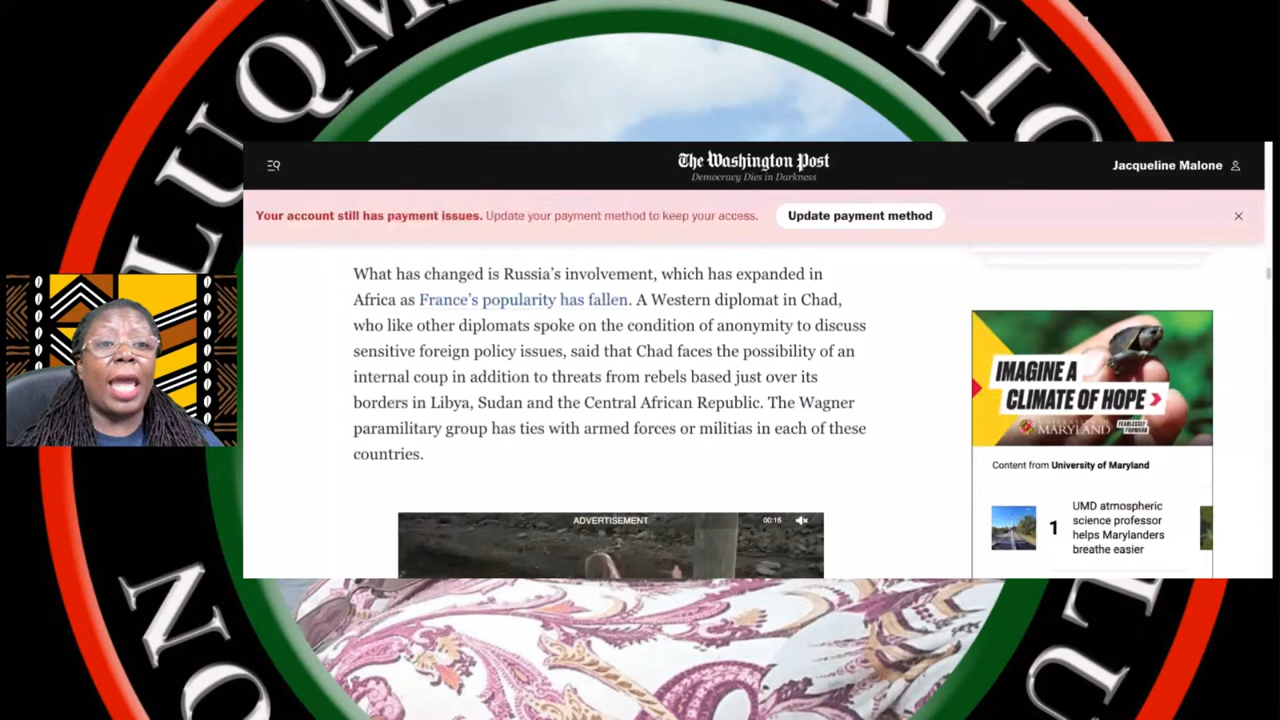 LUQM
The Washington Post
Democracy Dies in Darkness
Jacqueline Malone
Your account still has payment issues. Update your payment method to keep your access.
Update payment method
What has changed is Russia's involvement, which has expanded in
Africa as France's popularity has fallen. A Western diplomat in Chad,
who like other diplomats spoke on the condition of anonymity to discuss
sensitive foreign policy issues, said that Chad faces the possibility of an
internal coup in addition to threats from rebels based just over its
borders in Libya, Sudan and the Central African Republic. The Wagner
paramilitary group has ties with armed forces or militias in each of these
countries.
ADVERTISEMENT
00:15
IMAGINE A
CLIMATE OF HOPE
MARYLAND
FEARLESSLY
FORWARD
Content from University of Maryland
1
UMD atmospheric
science professor
helps Marylanders
breathe easier